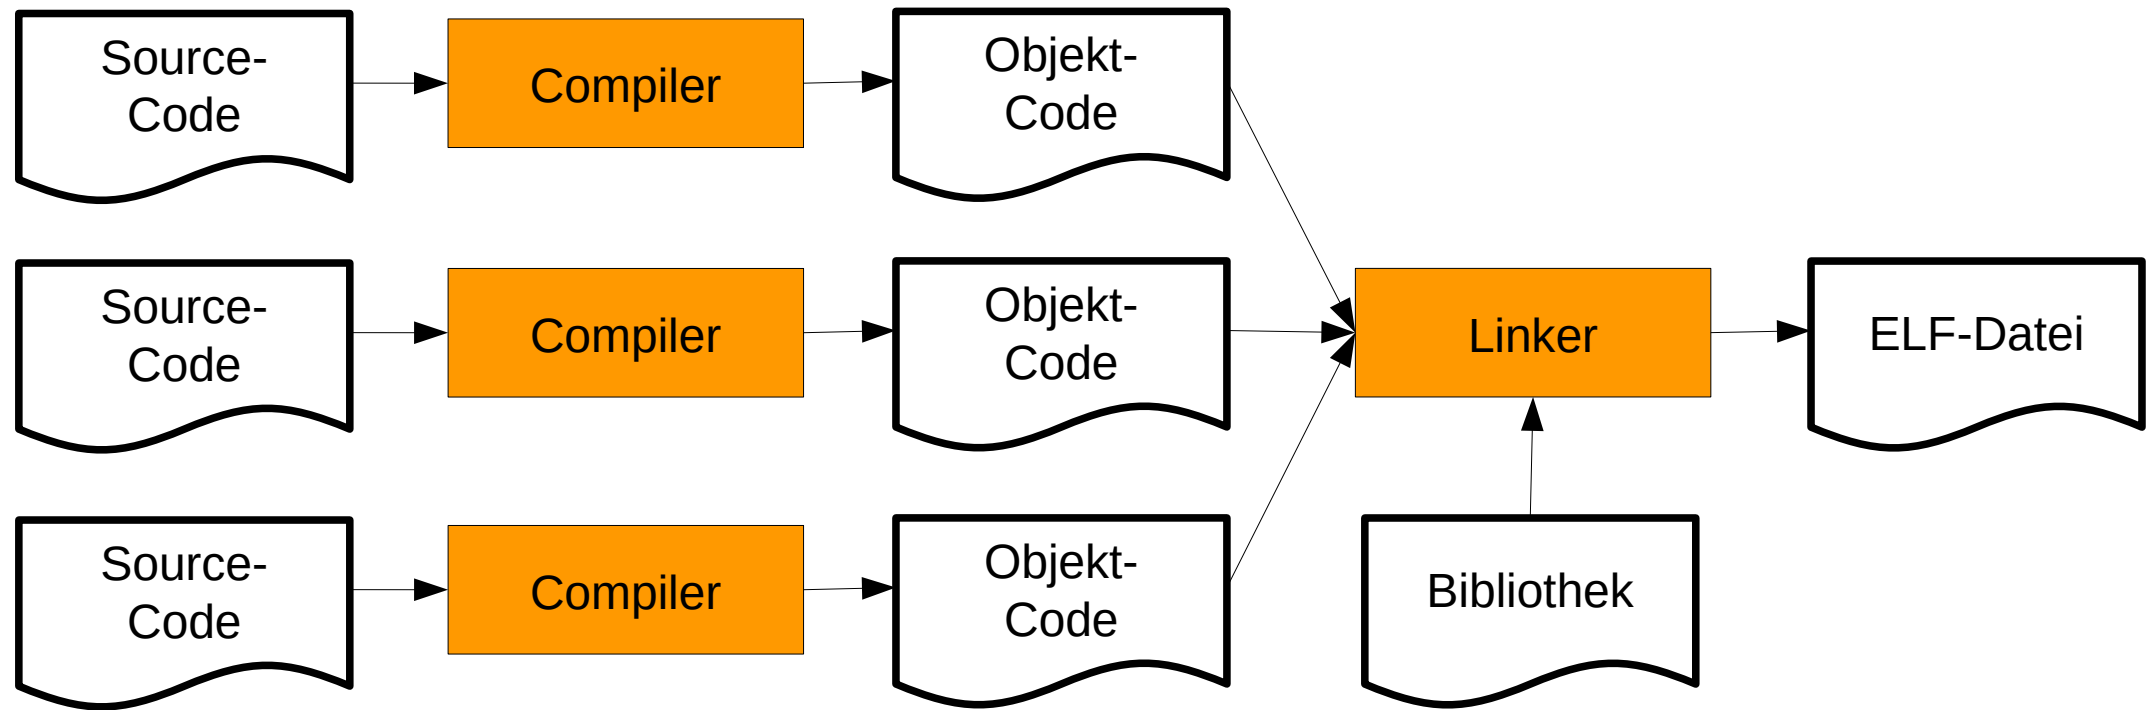 Source-
Code
Compiler
Objekt-
Code
Source-
Code
Compiler
Objekt-
Code
Linker
ELF-Datei
Source-
Code
Compiler
Objekt-
Code
Bibliothek